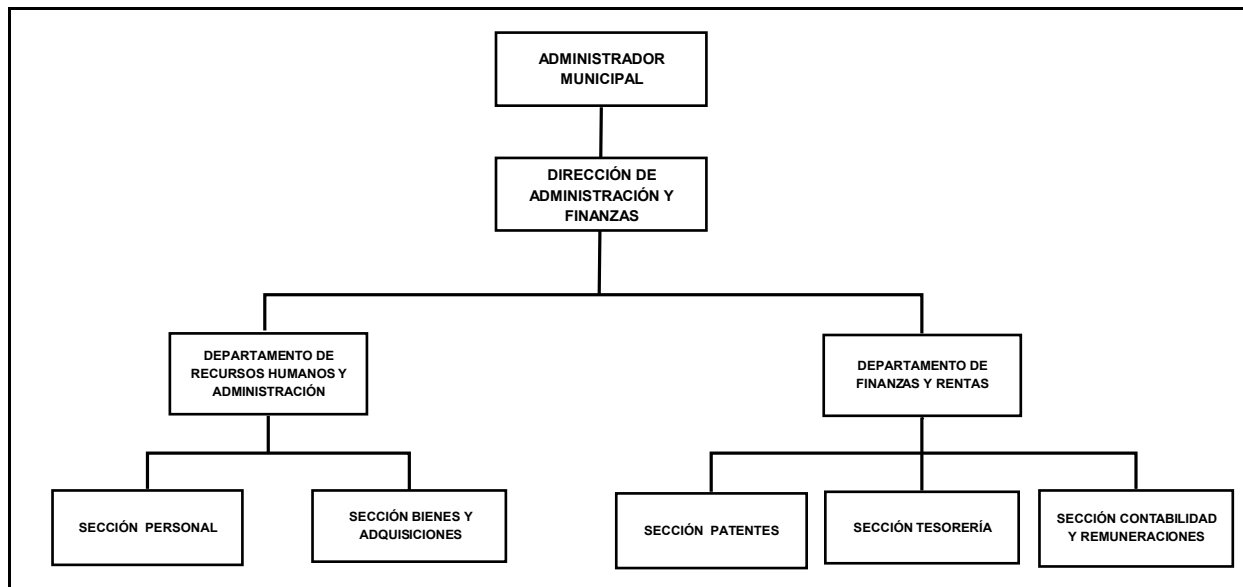 ADMINISTRADOR
MUNICIPAL
DIRECCIÓN DE
ADMINISTRACIÓN Y
FINANZAS
DEPARTAMENTO DE
RECURSOS HUMANOS Y
ADMINISTRACIÓN
DEPARTAMENTO DE
FINANZAS Y RENTAS
SECCIÓN PERSONAL
SECCIÓN BIENES Y
ADQUISICIONES
SECCIÓN PATENTES
SECCIÓN TESORERÍA
SECCIÓN CONTABILIDAD
Y REMUNERACIONES